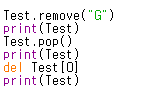 Test.remove("G")
print(Test)
Test.pop()
print(Test)
del Test[0]
print(Test)